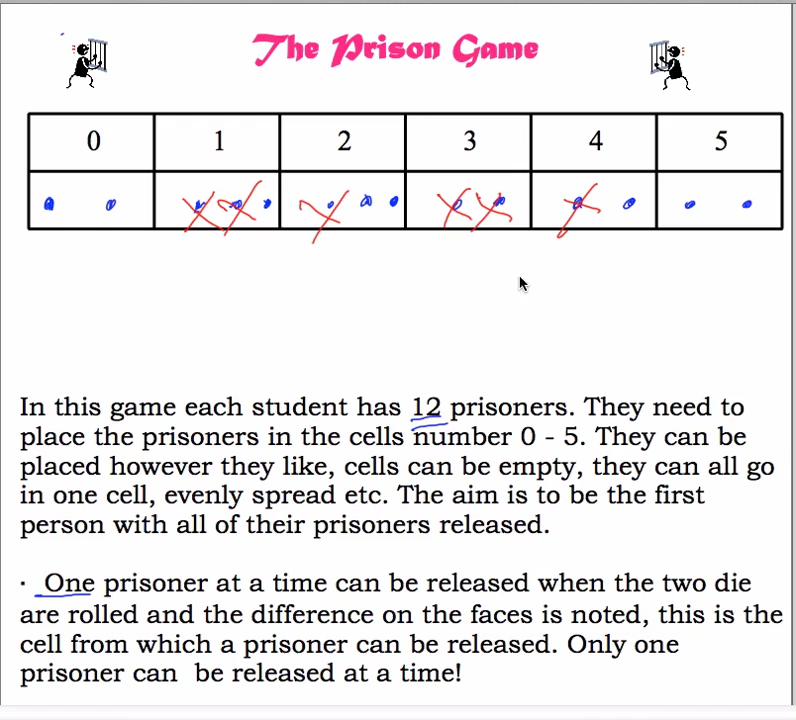 The Prison Game
0 1 2 3 4 5
In this game each student has 12 prisoners. They need to
place the prisoners in the cells number 0 - 5. They can be
placed however they like, cells can be empty, they can all go
in one cell, evenly spread etc. The aim is to be the first
person with all of their prisoners released.
· One prisoner at a time can be released when the two die
are rolled and the difference on the faces is noted, this is the
cell from which a prisoner can be released. Only one
prisoner can be released at a time!